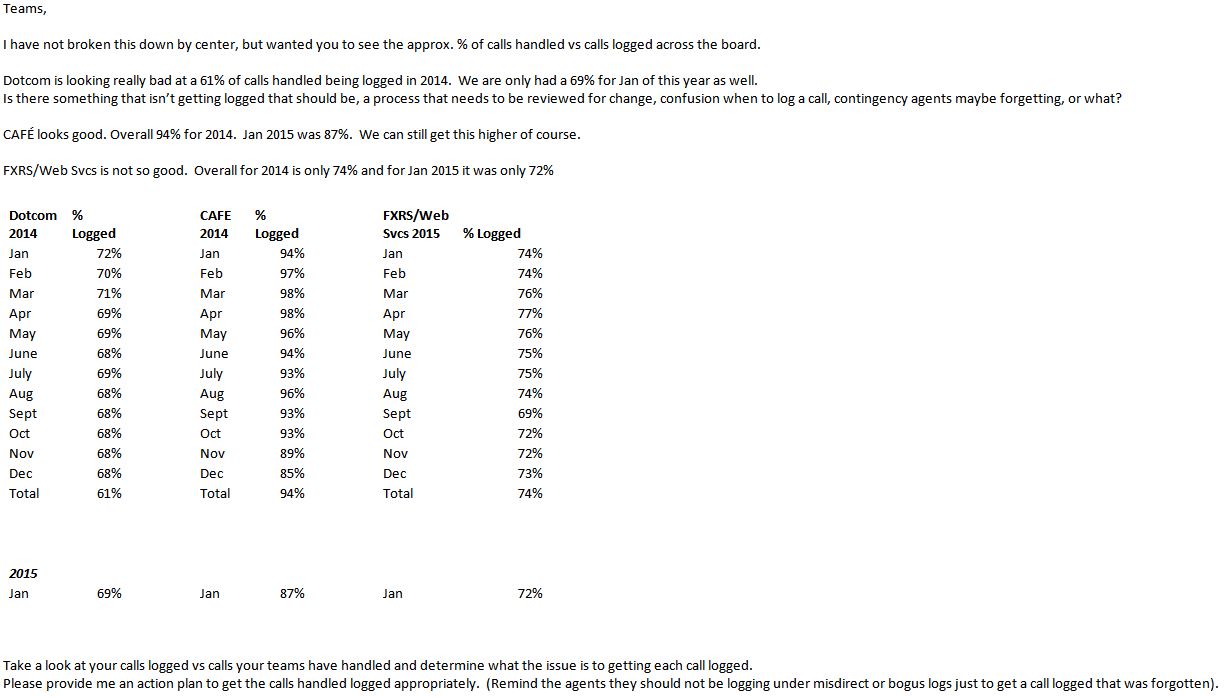 Teams,
I have not broken this down by center, but wanted you to see the approx. % of calls handled vs calls logged across the board.
Dotcom is looking really bad at a 61% of calls handled being logged in 2014.  We are only had a 69% for Jan of this year as well.
Is there something that isn't getting logged that should be, a process that needs to be reviewed for change, confusion when to log a call, contingency agents maybe forgetting, or what?
CAFÉ looks good. Overall 94% for 2014.  Jan 2015 was 87%.  We can still get this higher of course.
FXRS/Web Svcs is not so good.  Overall for 2014 is only 74% and for Jan 2015 it was only 72%
Dotcom % CAFE % FXRS/Web
2014 Logged 2014 Logged Svcs 2015 % Logged
Jan 72% Jan 94% Jan 74%
Feb 70% Feb 97% Feb 74%
Mar 71% Mar 98% Mar 76%
Apr 69% Apr 98% Apr 77%
May 69% May 96% May 76%
June 68% June 94% June 75%
July 69% July 93% July 75%
Aug 68% Aug 96% Aug 74%
Sept 68% Sept 93% Sept 69%
Oct 68% Oct 93% Oct 72%
Nov 68% Nov 89% Nov 72%
Dec 68% Dec 85% Dec 73%
Total 61% Total 94% Total 74%
2015
Jan 69% Jan 87% Jan 72%
Take a look at your calls logged vs calls your teams have handled and determine what the issue is to getting each call logged.
Please provide me an action plan to get the calls handled logged appropriately.  (Remind the agents they should not be logging under misdirect or bogus logs just to get a call logged that was forgotten).